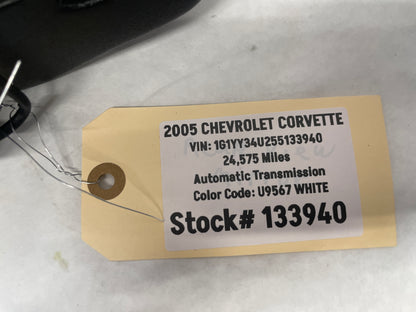 2005 CHEVROLET CORVETTE
VIN: 1G1YY34U255133940
24,575 Miles
Automatic Transmission
Color Code: U9567 WHITE
Stock# 133940